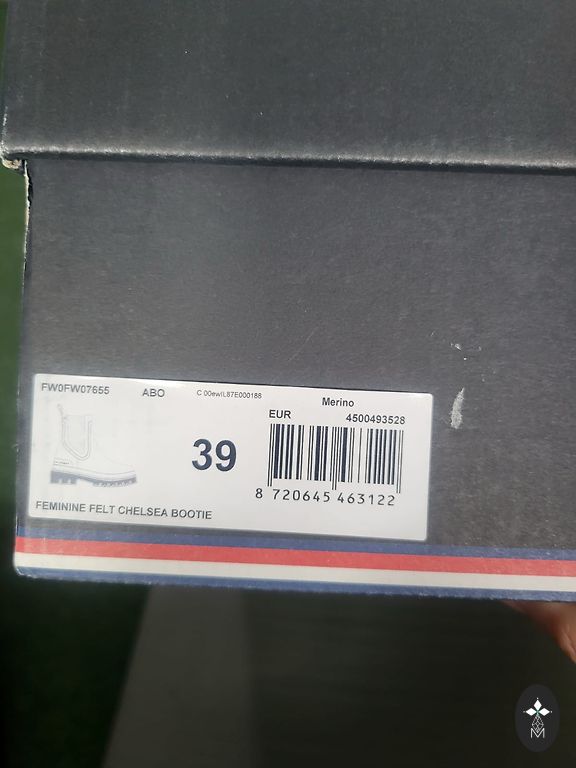 FW0FW07655 ABO C 00ewIL87E000188 Merino
EUR 4500493528
39
8 720645 463122
FEMININE FELT CHELSEA BOOTIE
M